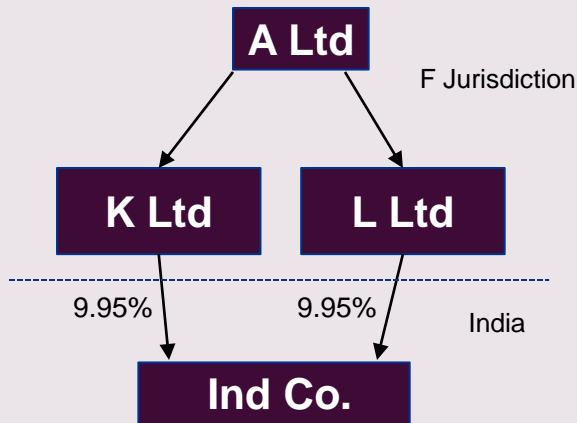 A Ltd
F Jurisdiction
K Ltd
L Ltd
9.95%
9.95%
India
Ind Co.